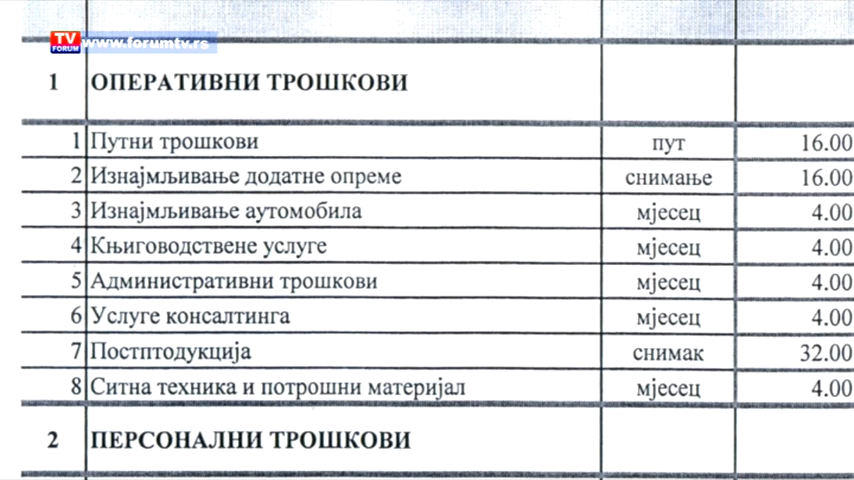 TV FORUM www.forumtv.rs
1 ОПЕРАТИВНИ ТРОШКОВИ
1 Путни трошкови пут 16.00
2 Изнајмљивање додатне опреме снимање 16.00
3 Изнајмљивање аутомобила мјесец 4.00
4 Књиговодствене услуге мјесец 4.00
5 Административни трошкови мјесец 4.00
6 Услуге консалтинга мјесец 4.00
7 Постптодукција снимак 32.00
8 Ситна техника и потрошни материјал мјесец 4.00
2 ПЕРСОНАЛНИ ТРОШКОВИ